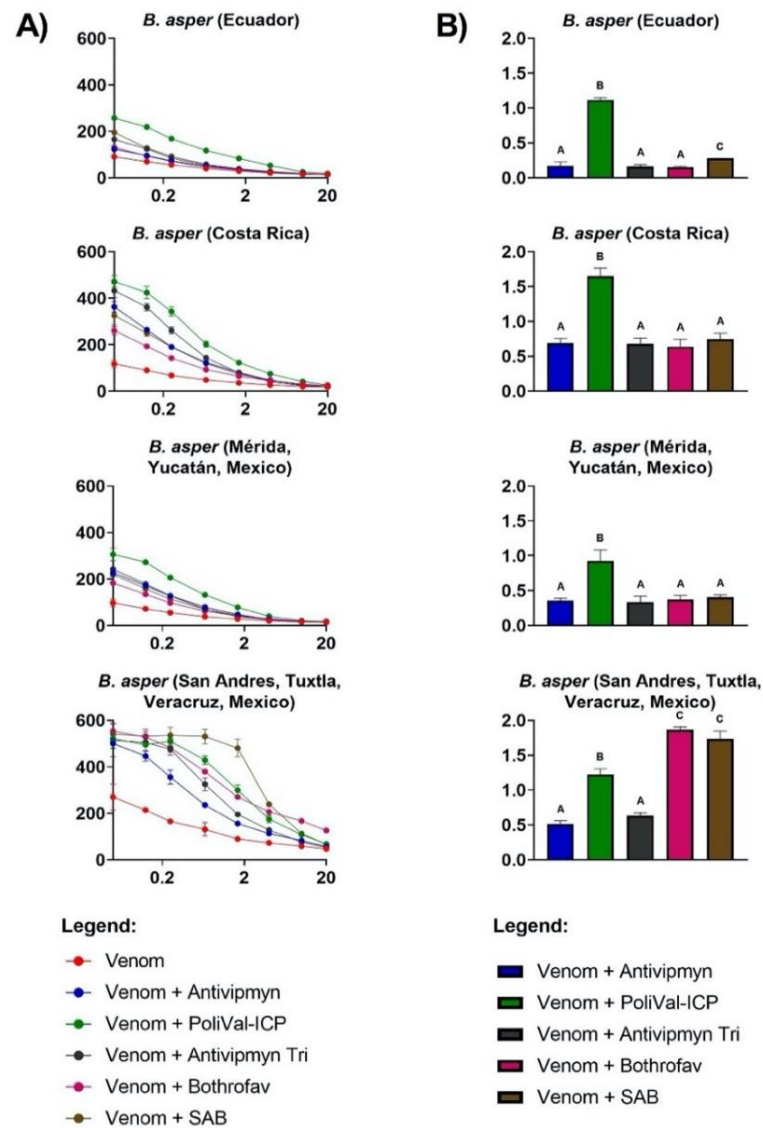 A)
B. asper (Ecuador)
600
400
200
0
0.2
2
20
B. asper (Costa Rica)
600
400
200
0
0.2
2
20
B. asper (Mérida,
Yucatán, Mexico)
600
400
200
0
0.2
2
20
B. asper (San Andres, Tuxtla,
Veracruz, Mexico)
600
400
200
0
0.2
2
20
Legend:
Venom
Venom + Antivipmyn
Venom + PoliVal-ICP
Venom + Antivipmyn Tri
Venom + Bothrofav
Venom + SAB
B)
B. asper (Ecuador)
2.0
1.5
1.0
0.5
0.0
A
B
A
A
C
B. asper (Costa Rica)
2.0
1.5
1.0
0.5
0.0
A
B
A
A
A
B. asper (Mérida,
Yucatán, Mexico)
2.0
1.5
1.0
0.5
0.0
A
B
A
A
A
B. asper (San Andres, Tuxtla,
Veracruz, Mexico)
2.0
1.5
1.0
0.5
0.0
A
B
A
C
C
Legend:
Venom + Antivipmyn
Venom + PoliVal-ICP
Venom + Antivipmyn Tri
Venom + Bothrofav
Venom + SAB